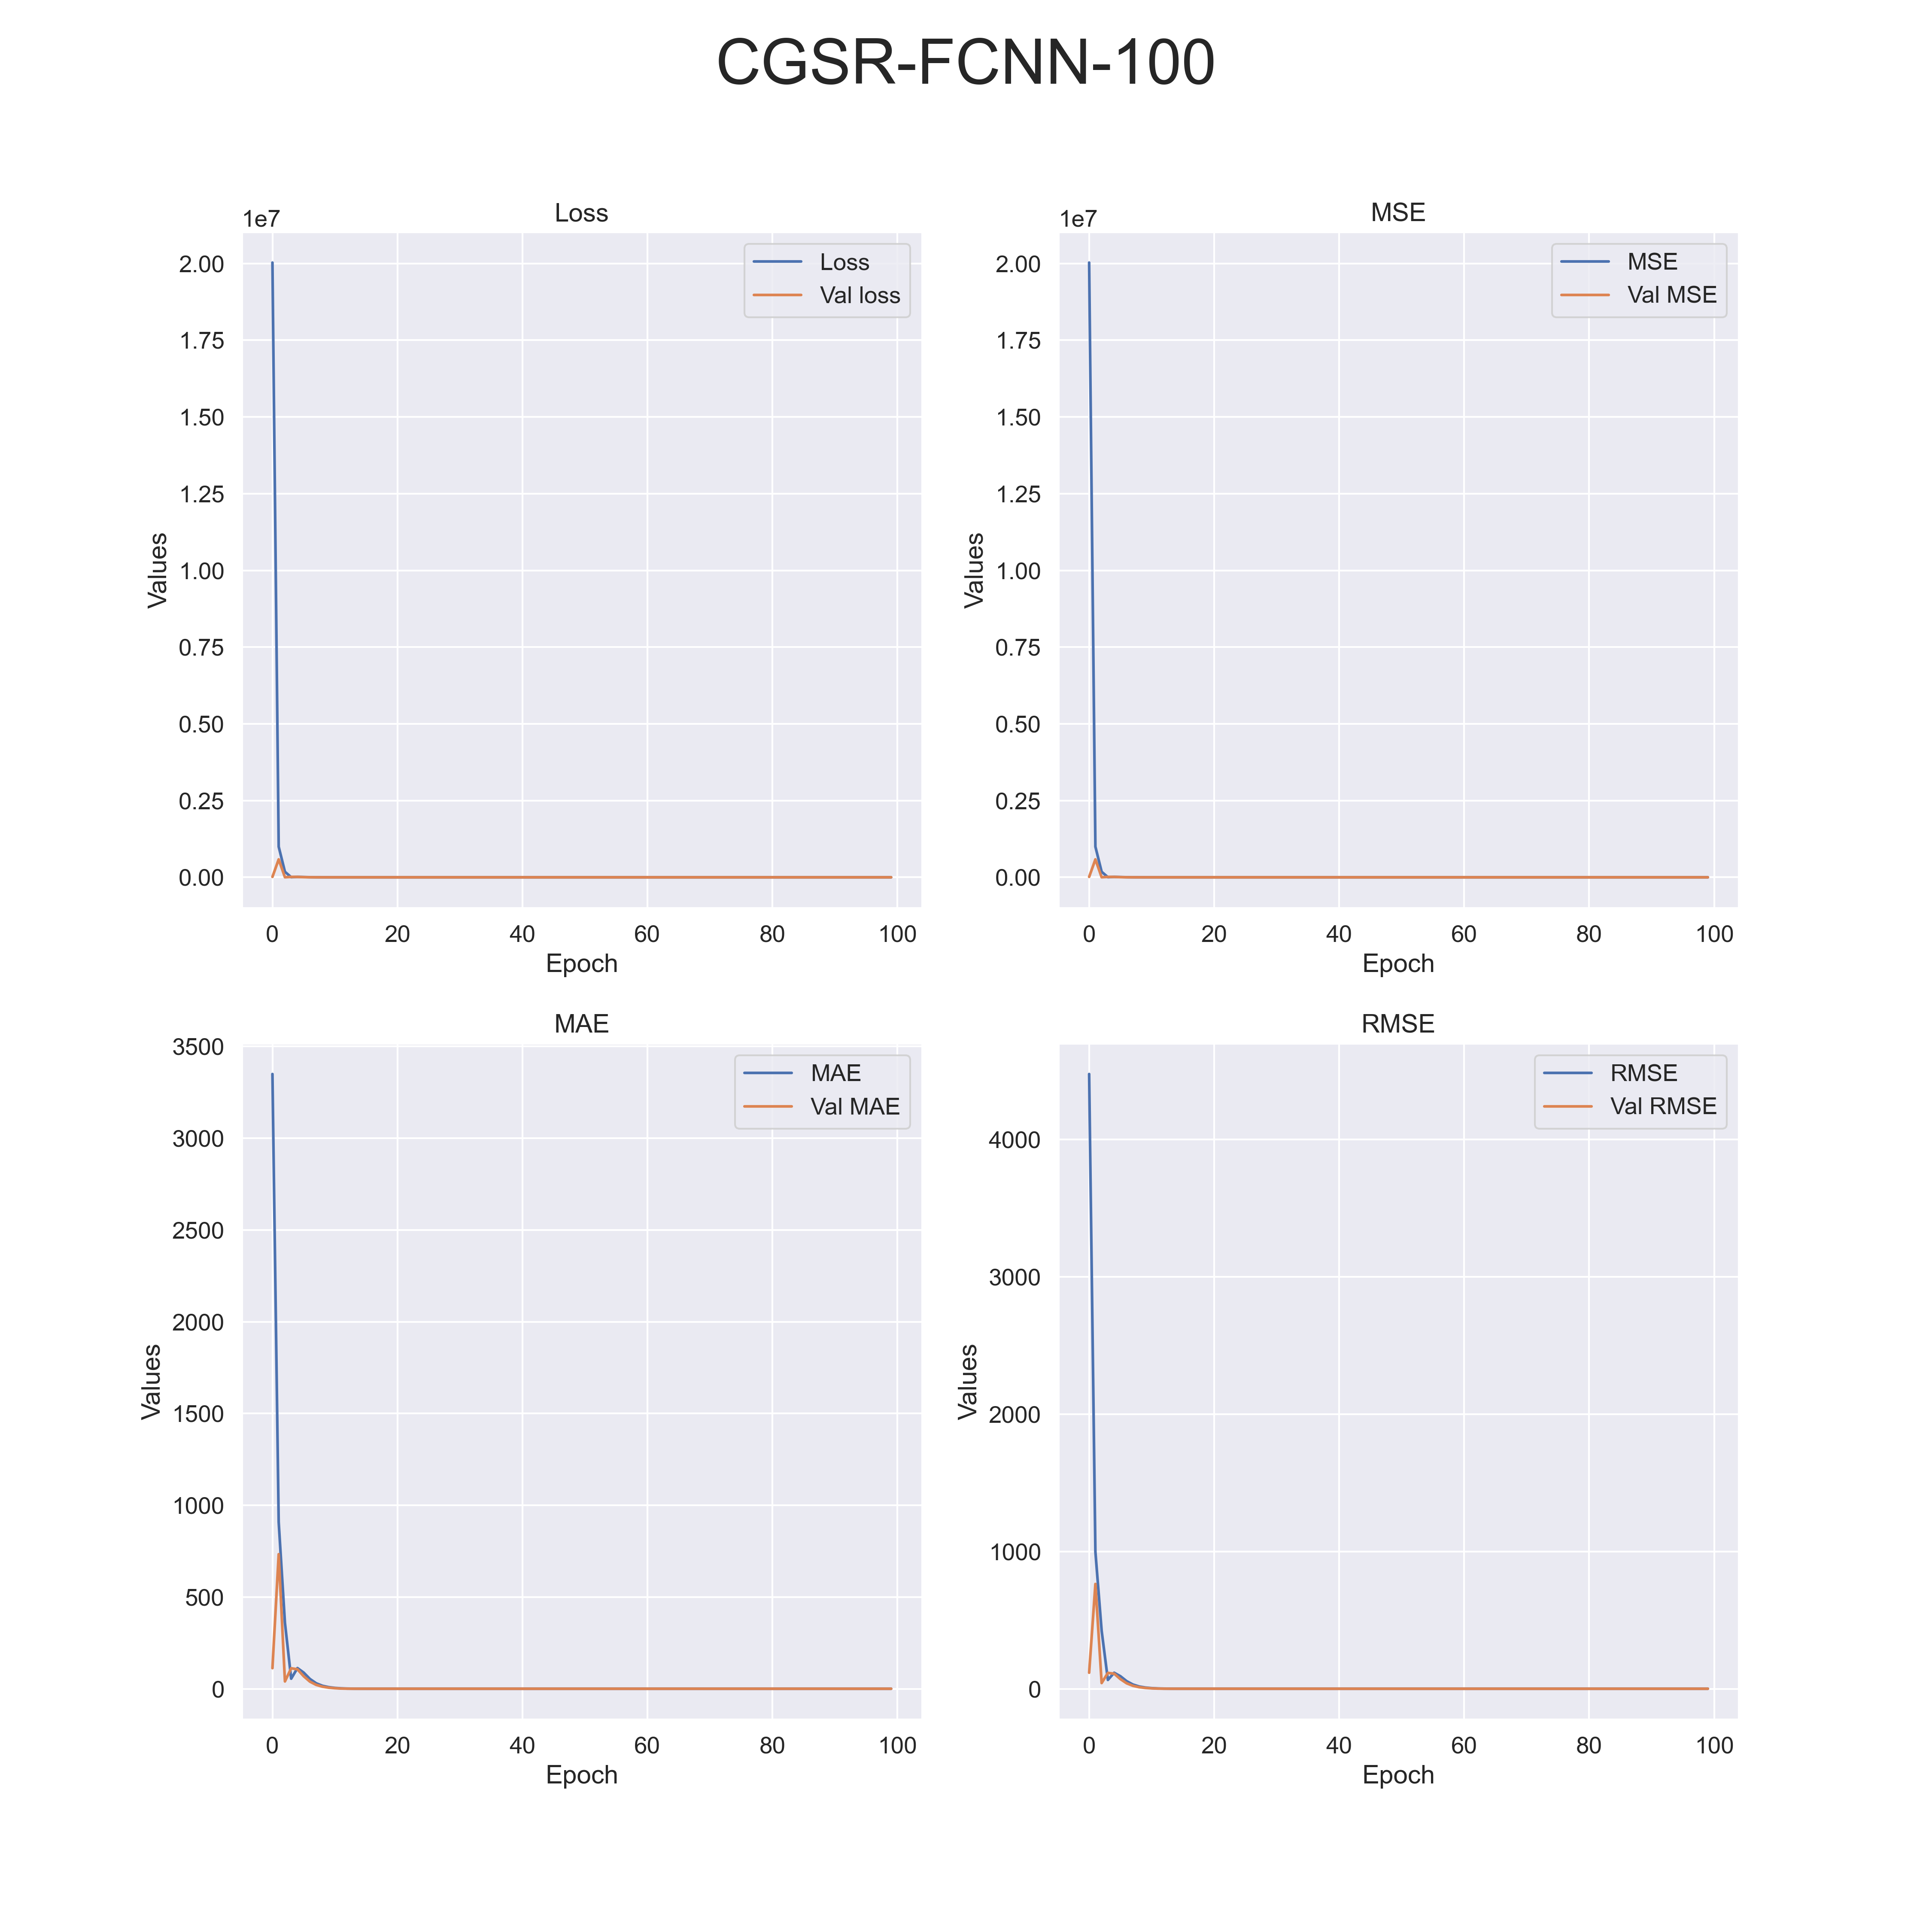 CGSR-FCNN-100
Loss
1e7
Loss
Val loss
2.00
1.75
1.50
1.25
1.00
0.75
0.50
0.25
0.00
Values
0 20 40 60 80 100
Epoch
MSE
1e7
MSE
Val MSE
2.00
1.75
1.50
1.25
1.00
0.75
0.50
0.25
0.00
Values
0 20 40 60 80 100
Epoch
MAE
MAE
Val MAE
3500
3000
2500
2000
1500
1000
500
0
Values
0 20 40 60 80 100
Epoch
RMSE
RMSE
Val RMSE
4000
3000
2000
1000
0
Values
0 20 40 60 80 100
Epoch